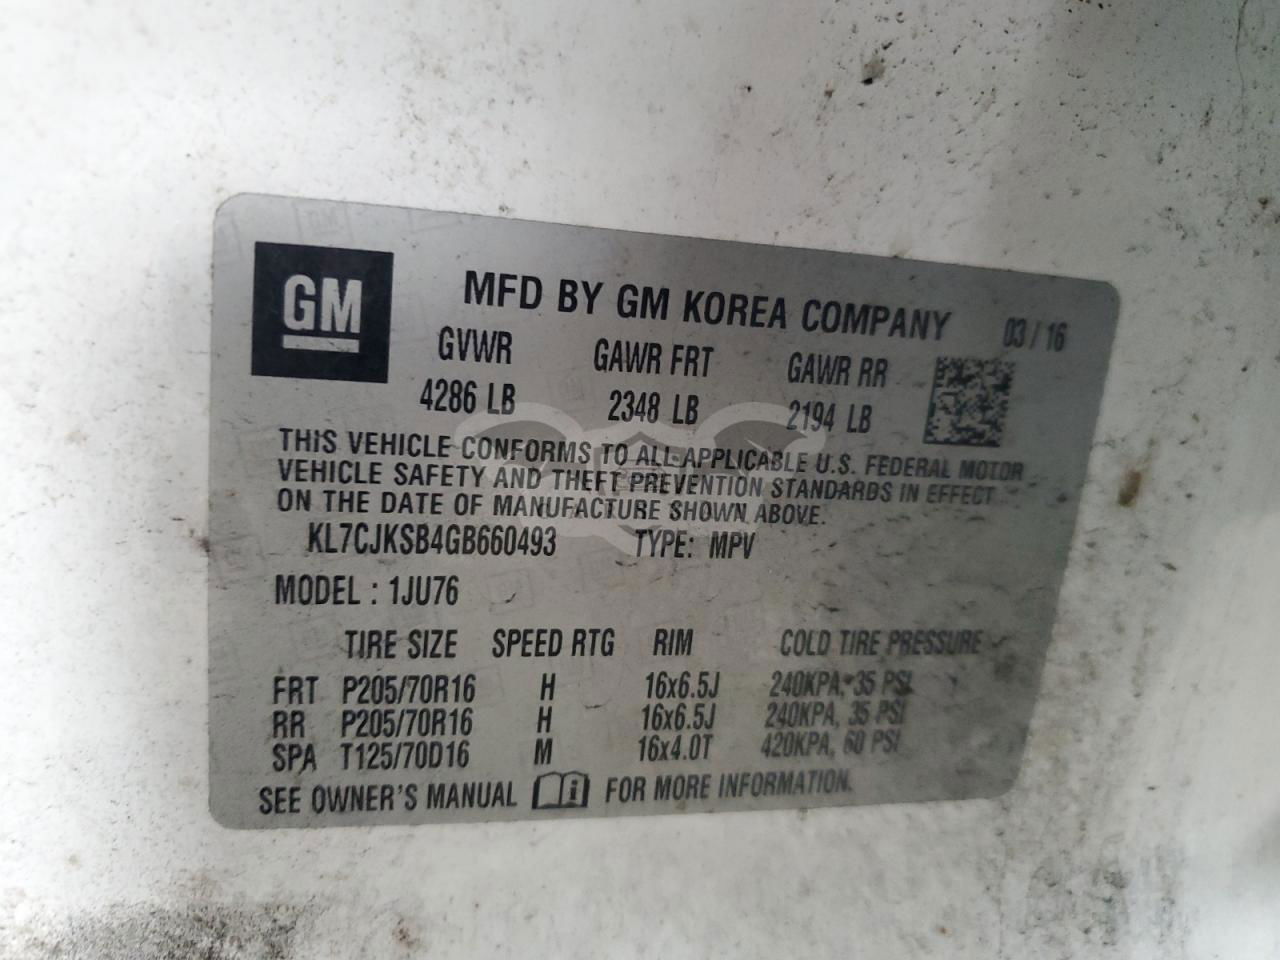 GM
MFD BY GM KOREA COMPANY 03/16
GVWR GAWR FRT GAWR RR
4286 LB 2348 LB 2194 LB
THIS VEHICLE CONFORMS TO ALL APPLICABLE U.S. FEDERAL MOTOR
VEHICLE SAFETY AND THEFT PREVENTION STANDARDS IN EFFECT
ON THE DATE OF MANUFACTURE SHOWN ABOVE.
KL7CJKSB4GB660493 TYPE: MPV
MODEL : 1JU76
TIRE SIZE SPEED RTG RIM COLD TIRE PRESSURE
FRT P205/70R16 H 16x6.5J 240KPA, 35 PSI
RR P205/70R16 H 16x6.5J 240KPA, 35 PSI
SPA T125/70D16 M 16x4.0T 420KPA, 60 PSI
SEE OWNER'S MANUAL i FOR MORE INFORMATION.